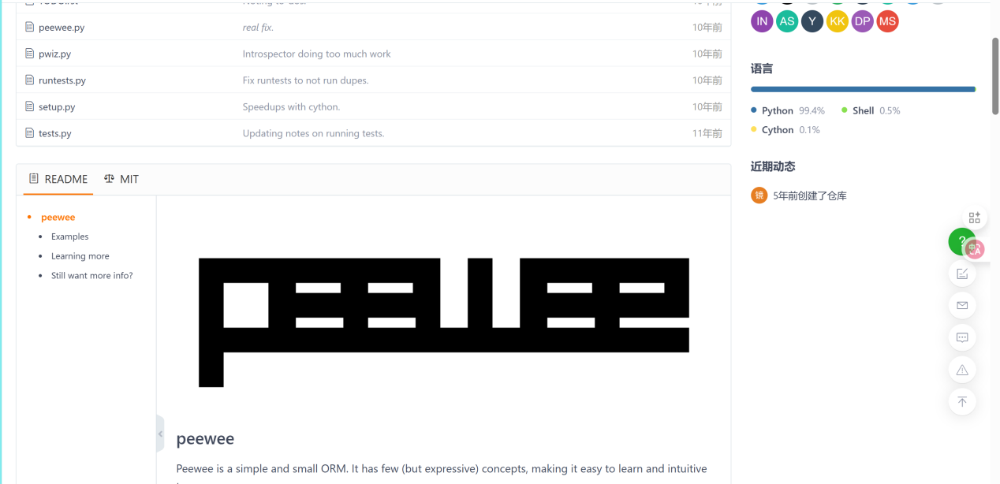 peewee.py real fix. 10年前
pwiz.py Introspector doing too much work 10年前
runtests.py Fix runtests to not run dupes. 10年前
setup.py Speedups with cython. 10年前
tests.py Updating notes on running tests. 11年前
README MIT
peewee
Examples
Learning more
Still want more info?
peewee
peewee
Peewee is a simple and small ORM. It has few (but expressive) concepts, making it easy to learn and intuitive
IN AS Y KK DP MS
语言
Python 99.4% Shell 0.5%
Cython 0.1%
近期动态
镜 5年前创建了仓库
?
中A